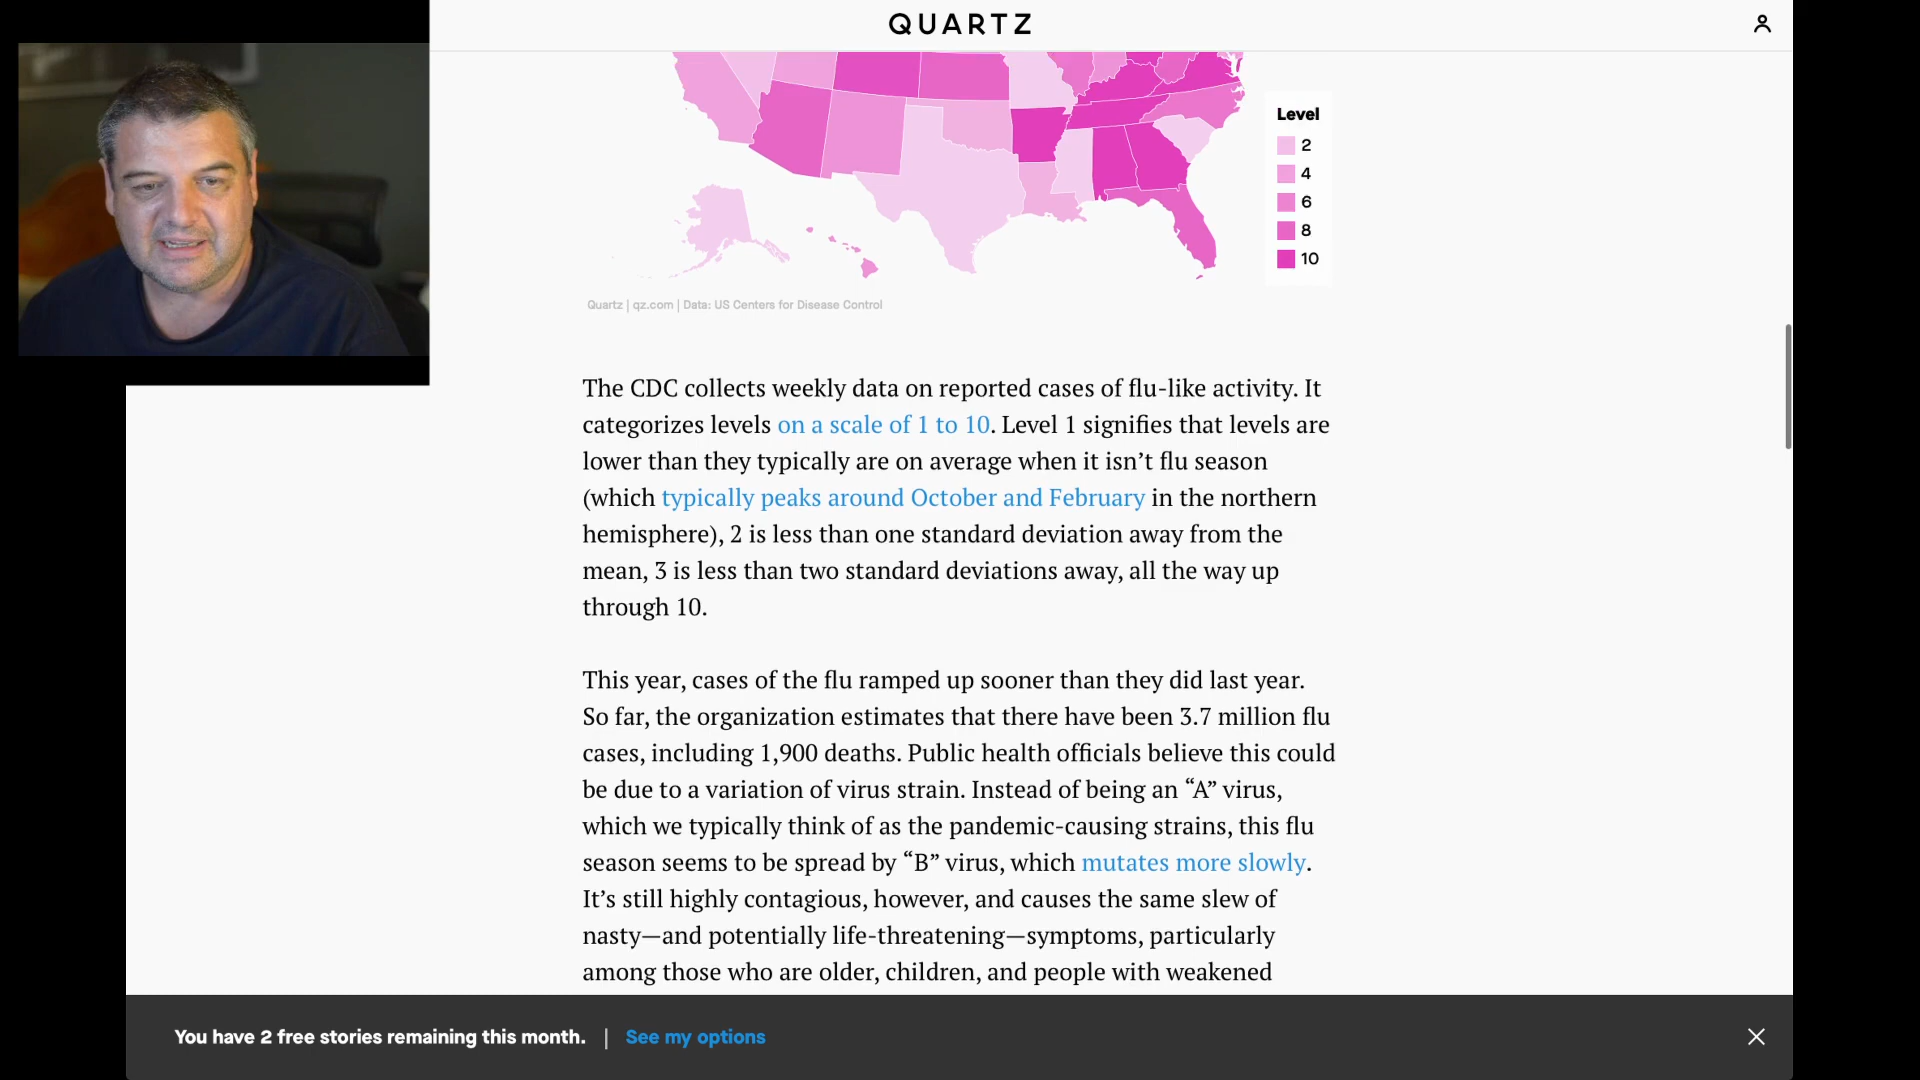 QUARTZ
Level
2
4
6
8
10
Quartz | qz.com | Data: US Centers for Disease Control
The CDC collects weekly data on reported cases of flu-like activity. It
categorizes levels on a scale of 1 to 10. Level 1 signifies that levels are
lower than they typically are on average when it isn’t flu season
(which typically peaks around October and February in the northern
hemisphere), 2 is less than one standard deviation away from the
mean, 3 is less than two standard deviations away, all the way up
through 10.
This year, cases of the flu ramped up sooner than they did last year.
So far, the organization estimates that there have been 3.7 million flu
cases, including 1,900 deaths. Public health officials believe this could
be due to a variation of virus strain. Instead of being an “A” virus,
which we typically think of as the pandemic-causing strains, this flu
season seems to be spread by “B” virus, which mutates more slowly.
It’s still highly contagious, however, and causes the same slew of
nasty—and potentially life-threatening—symptoms, particularly
among those who are older, children, and people with weakened
You have 2 free stories remaining this month. | See my options